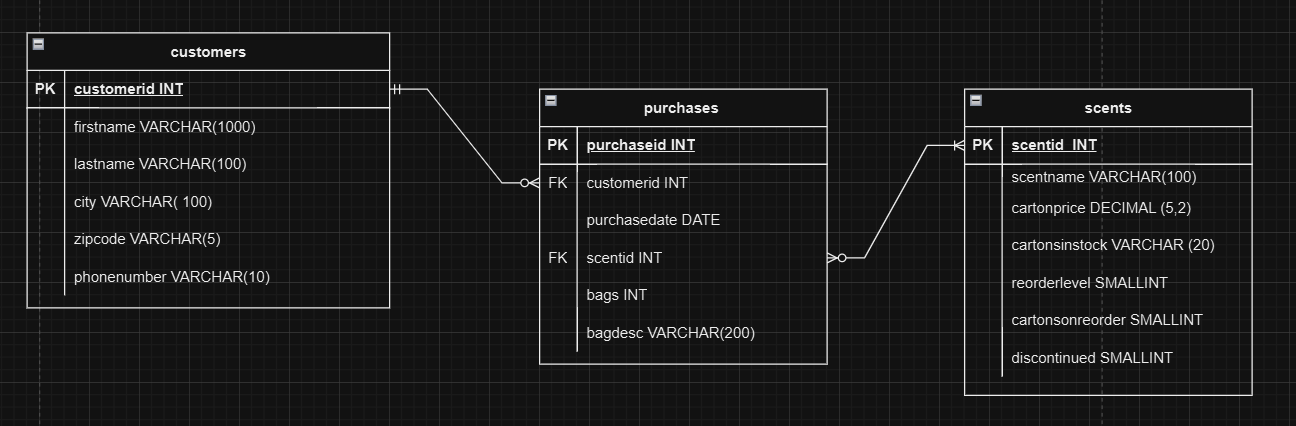 customers
PK customerid INT
firstname VARCHAR(1000)
lastname VARCHAR(100)
city VARCHAR( 100)
zipcode VARCHAR(5)
phonenumber VARCHAR(10)
purchases
PK purchaseid INT
FK customerid INT
purchasedate DATE
FK scentid INT
bags INT
bagdesc VARCHAR(200)
scents
PK scentid  INT
scentname VARCHAR(100)
cartonprice DECIMAL (5,2)
cartonsinstock VARCHAR (20)
reorderlevel SMALLINT
cartonsonreorder SMALLINT
discontinued SMALLINT